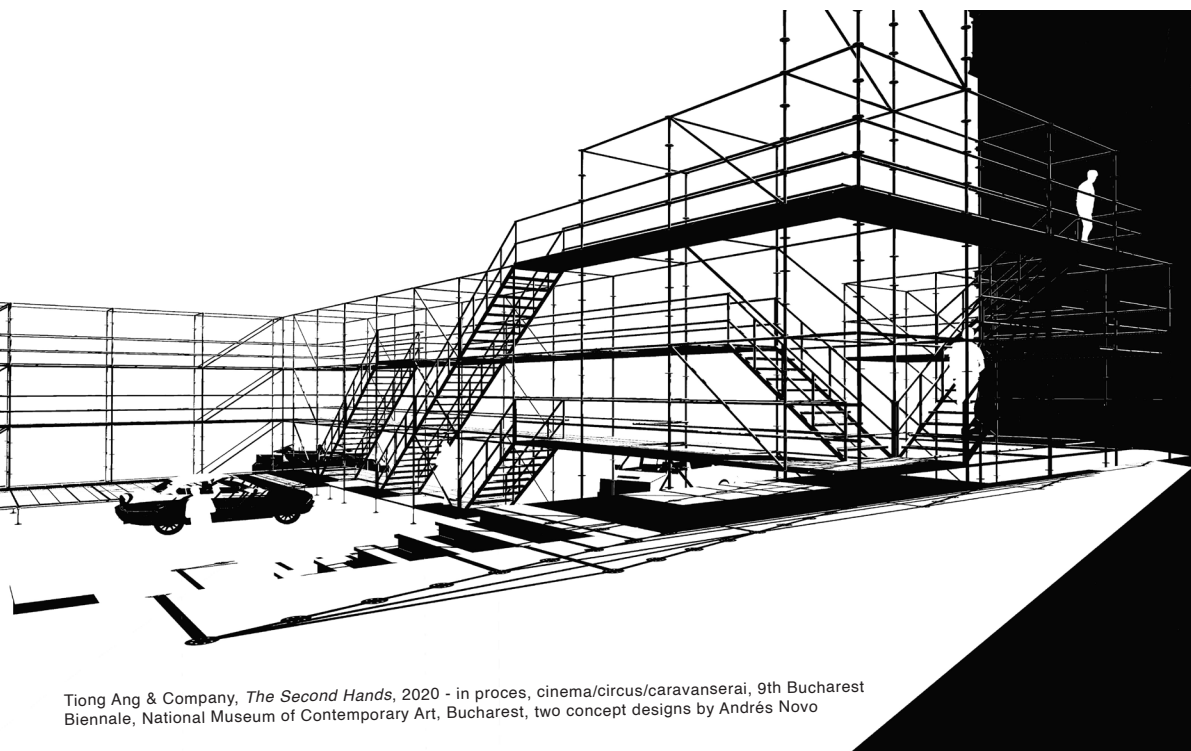 Tiong Ang & Company, The Second Hands, 2020 - in proces, cinema/circus/caravanserai, 9th Bucharest
Biennale, National Museum of Contemporary Art, Bucharest, two concept designs by Andrés Novo